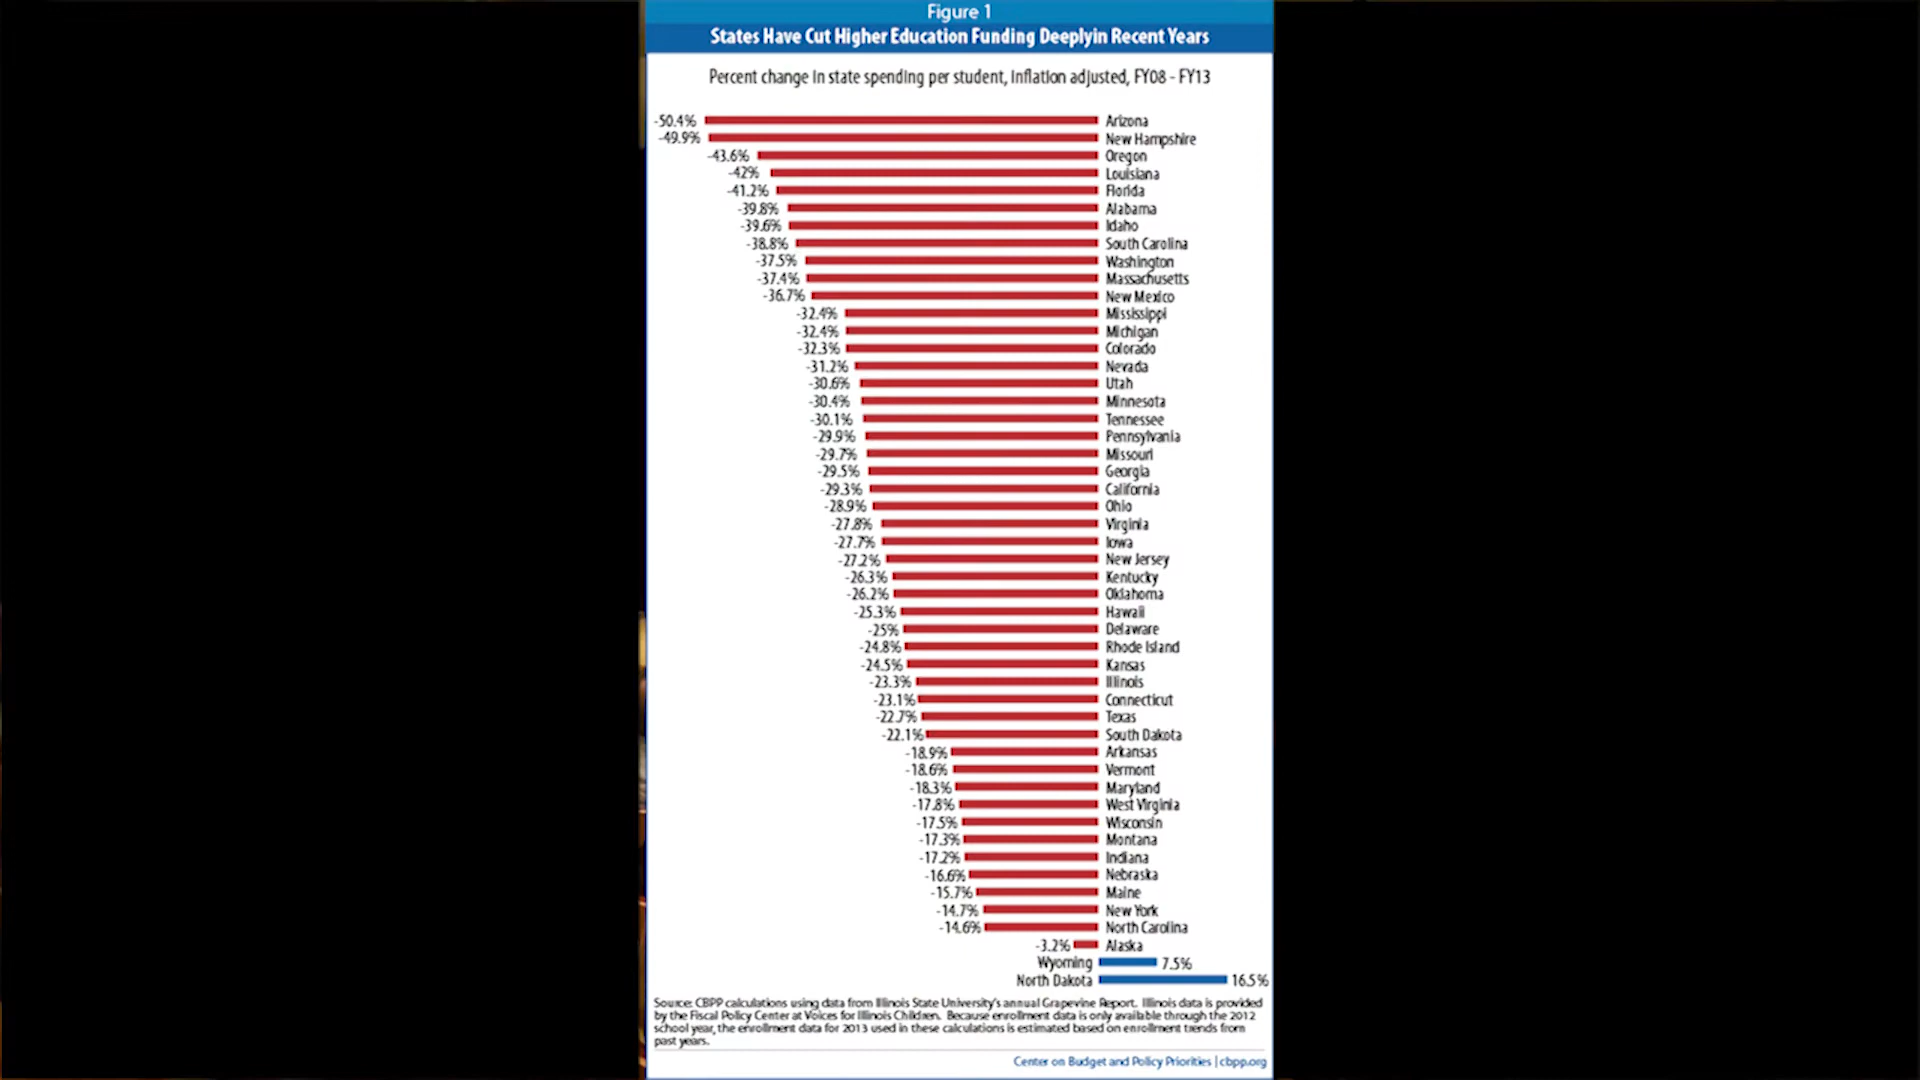 Figure 1
States Have Cut Higher Education Funding Deeplyin Recent Years
Percent change in state spending per student, inflation adjusted, FY08 - FY13
-50.4% Arizona
-49.9% New Hampshire
-43.6% Oregon
-42% Louisiana
-41.2% Florida
-39.8% Alabama
-39.6% Idaho
-38.8% South Carolina
-37.5% Washington
-37.4% Massachusetts
-36.7% New Mexico
-32.4% Mississippi
-32.4% Michigan
-32.3% Colorado
-31.2% Nevada
-30.6% Utah
-30.4% Minnesota
-30.1% Tennessee
-29.9% Pennsylvania
-29.7% Missouri
-29.5% Georgia
-29.3% California
-28.9% Ohio
-27.8% Virginia
-27.7% Iowa
-27.2% New Jersey
-26.3% Kentucky
-26.2% Oklahoma
-25.3% Hawaii
-25% Delaware
-24.8% Rhode Island
-24.5% Kansas
-23.3% Illinois
-23.1% Connecticut
-22.7% Texas
-22.1% South Dakota
-18.9% Arkansas
-18.6% Vermont
-18.3% Maryland
-17.8% West Virginia
-17.5% Wisconsin
-17.3% Montana
-17.2% Indiana
-16.6% Nebraska
-15.7% Maine
-14.7% New York
-14.6% North Carolina
-3.2% Alaska
Wyoming 7.5%
North Dakota 16.5%
Source: CBPP calculations using data from Illinois State University's annual Grapevine Report. Illinois data is provided
by the Fiscal Policy Center at Voices for Illinois Children. Because enrollment data is only available through the 2012
school year, the enrollment data for 2013 used in these calculations is estimated based on enrollment trends from
past years.
Center on Budget and Policy Priorities | cbpp.org